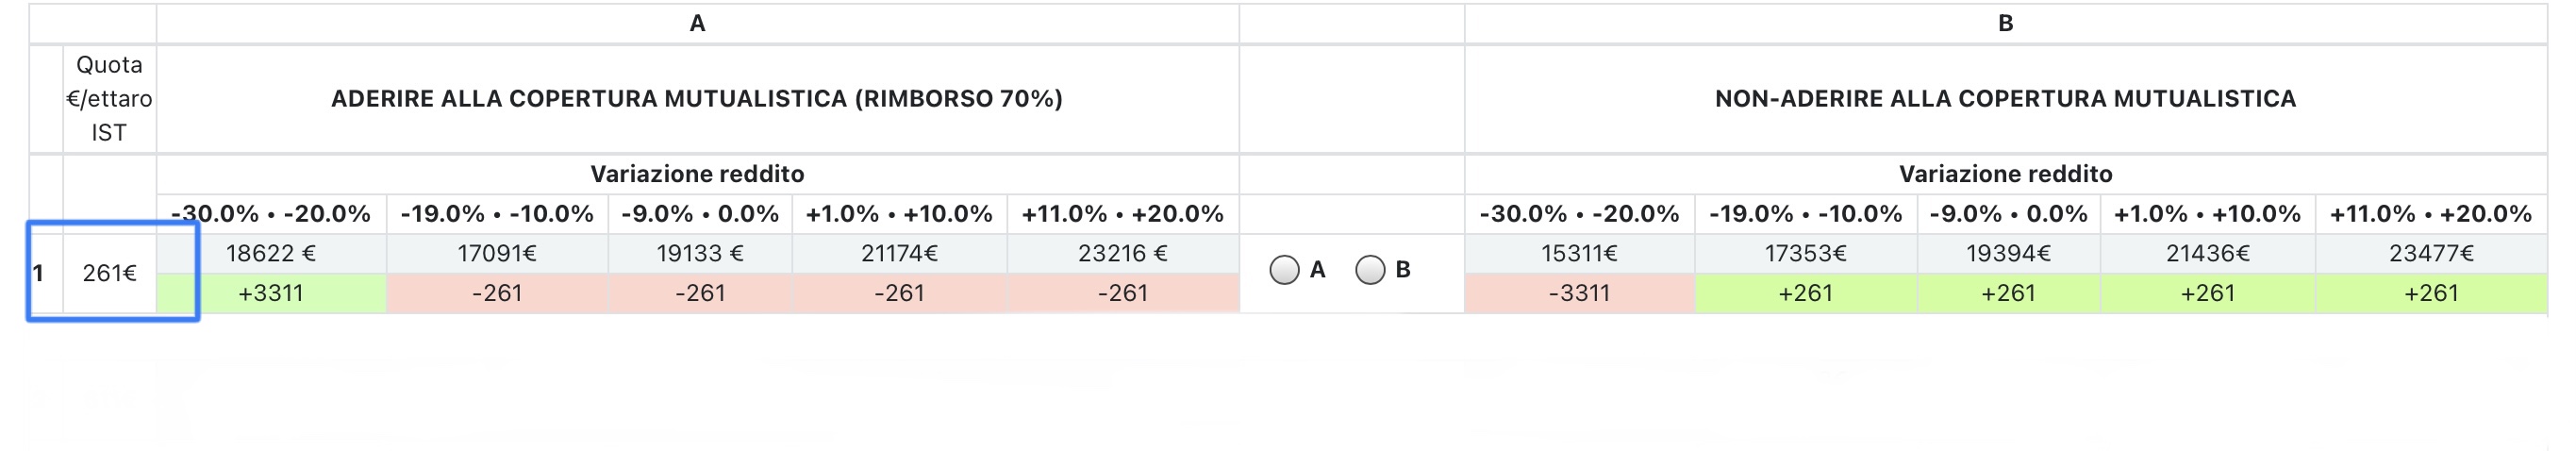 A B
Quota
€/ettaro
IST
ADERIRE ALLA COPERTURA MUTUALISTICA (RIMBORSO 70%) NON-ADERIRE ALLA COPERTURA MUTUALISTICA
Variazione reddito Variazione reddito
-30.0% • -20.0% -19.0% • -10.0% -9.0% • 0.0% +1.0% • +10.0% +11.0% • +20.0% -30.0% • -20.0% -19.0% • -10.0% -9.0% • 0.0% +1.0% • +10.0% +11.0% • +20.0%
18622 € 17091€ 19133 € 21174€ 23216 € 15311€ 17353€ 19394€ 21436€ 23477€
1 261€ A B
+3311 -261 -261 -261 -261 -3311 +261 +261 +261 +261